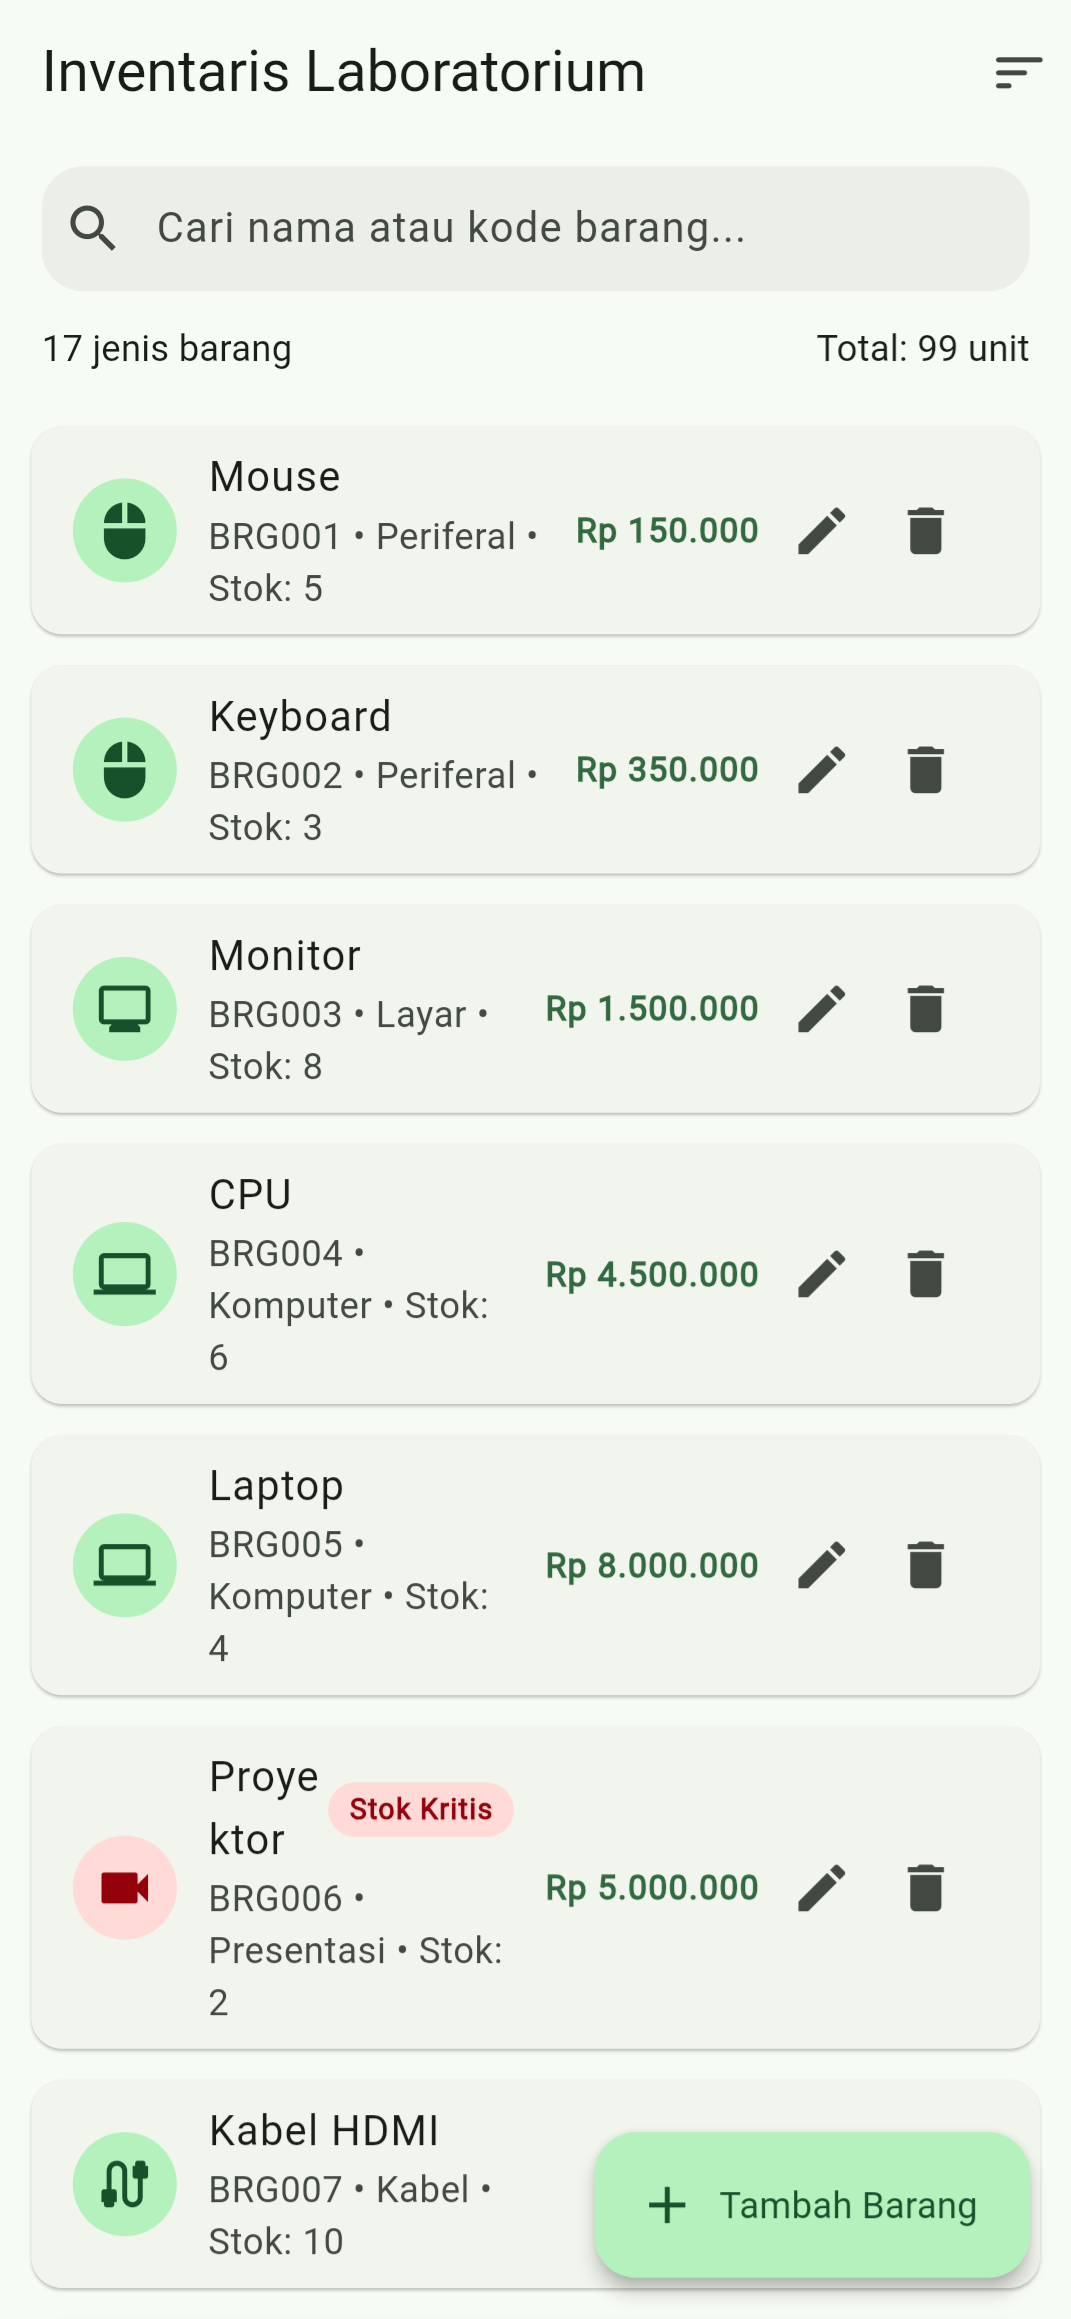 Inventaris Laboratorium
Cari nama atau kode barang...
17 jenis barang
Total: 99 unit
Mouse
BRG001 • Periferal •
Stok: 5
Rp 150.000
Keyboard
BRG002 • Periferal •
Stok: 3
Rp 350.000
Monitor
BRG003 • Layar •
Stok: 8
Rp 1.500.000
CPU
BRG004 •
Komputer • Stok:
6
Rp 4.500.000
Laptop
BRG005 •
Komputer • Stok:
4
Rp 8.000.000
Proye
ktor
Stok Kritis
BRG006 •
Presentasi • Stok:
2
Rp 5.000.000
Kabel HDMI
BRG007 • Kabel •
Stok: 10
Tambah Barang